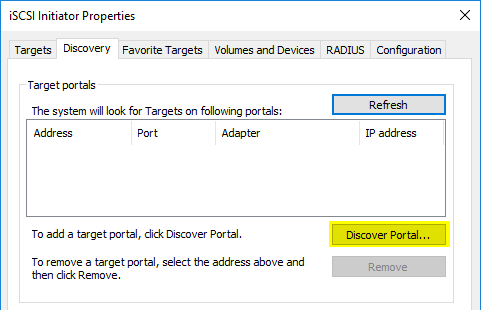 iSCSI Initiator Properties
Targets Discovery Favorite Targets Volumes and Devices RADIUS Configuration
Target portals
The system will look for Targets on following portals:
Refresh
Address Port Adapter IP address
To add a target portal, click Discover Portal.
Discover Portal...
To remove a target portal, select the address above and
then click Remove.
Remove